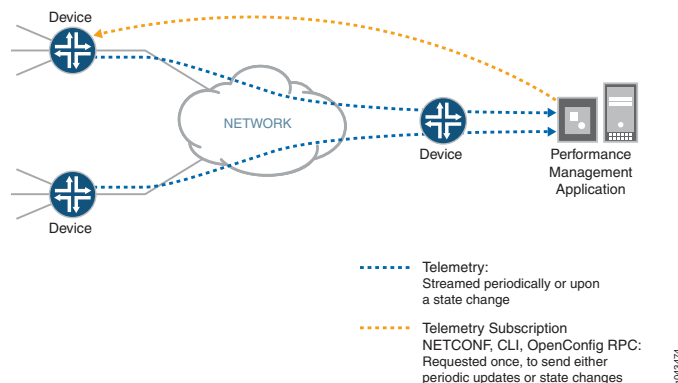 Device
NETWORK
Device
Performance
Management
Application
Device
Telemetry:
Streamed periodically or upon
a state change
Telemetry Subscription
NETCONF, CLI, OpenConfig RPC:
Requested once, to send either
periodic updates or state changes